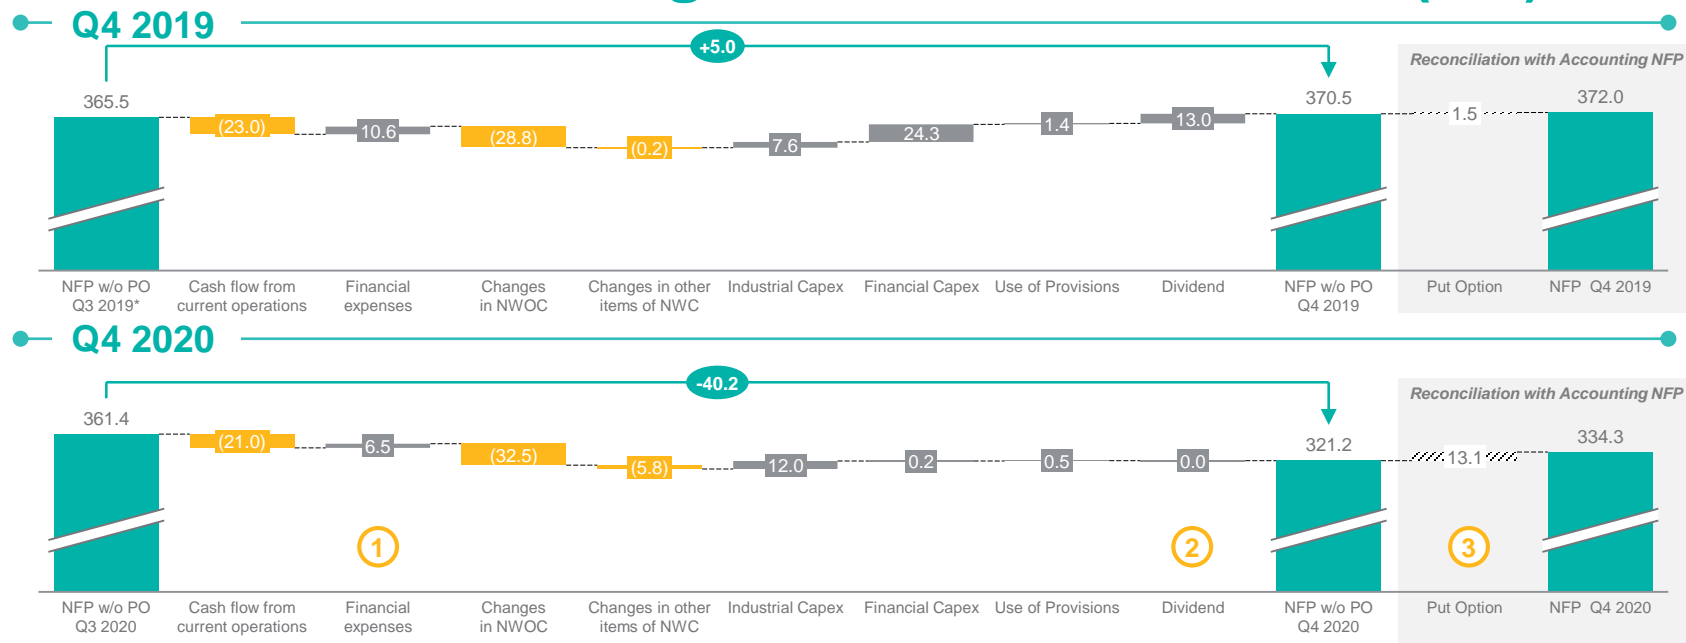 Q4 2019
+5.0
Reconciliation with Accounting NFP
365.5
(23.0)
10.6
(28.8)
(0.2)
7.6
24.3
1.4
13.0
370.5
1.5
372.0
NFP w/o PO
Q3 2019*
Cash flow from
current operations
Financial
expenses
Changes
in NWOC
Changes in other
items of NWC
Industrial Capex
Financial Capex
Use of Provisions
Dividend
NFP w/o PO
Q4 2019
Put Option
NFP Q4 2019
Q4 2020
-40.2
Reconciliation with Accounting NFP
361.4
(21.0)
6.5
(32.5)
(5.8)
12.0
0.2
0.5
0.0
321.2
13.1
334.3
1
2
3
NFP w/o PO
Q3 2020
Cash flow from
current operations
Financial
expenses
Changes
in NWOC
Changes in other
items of NWC
Industrial Capex
Financial Capex
Use of Provisions
Dividend
NFP w/o PO
Q4 2020
Put Option
NFP Q4 2020